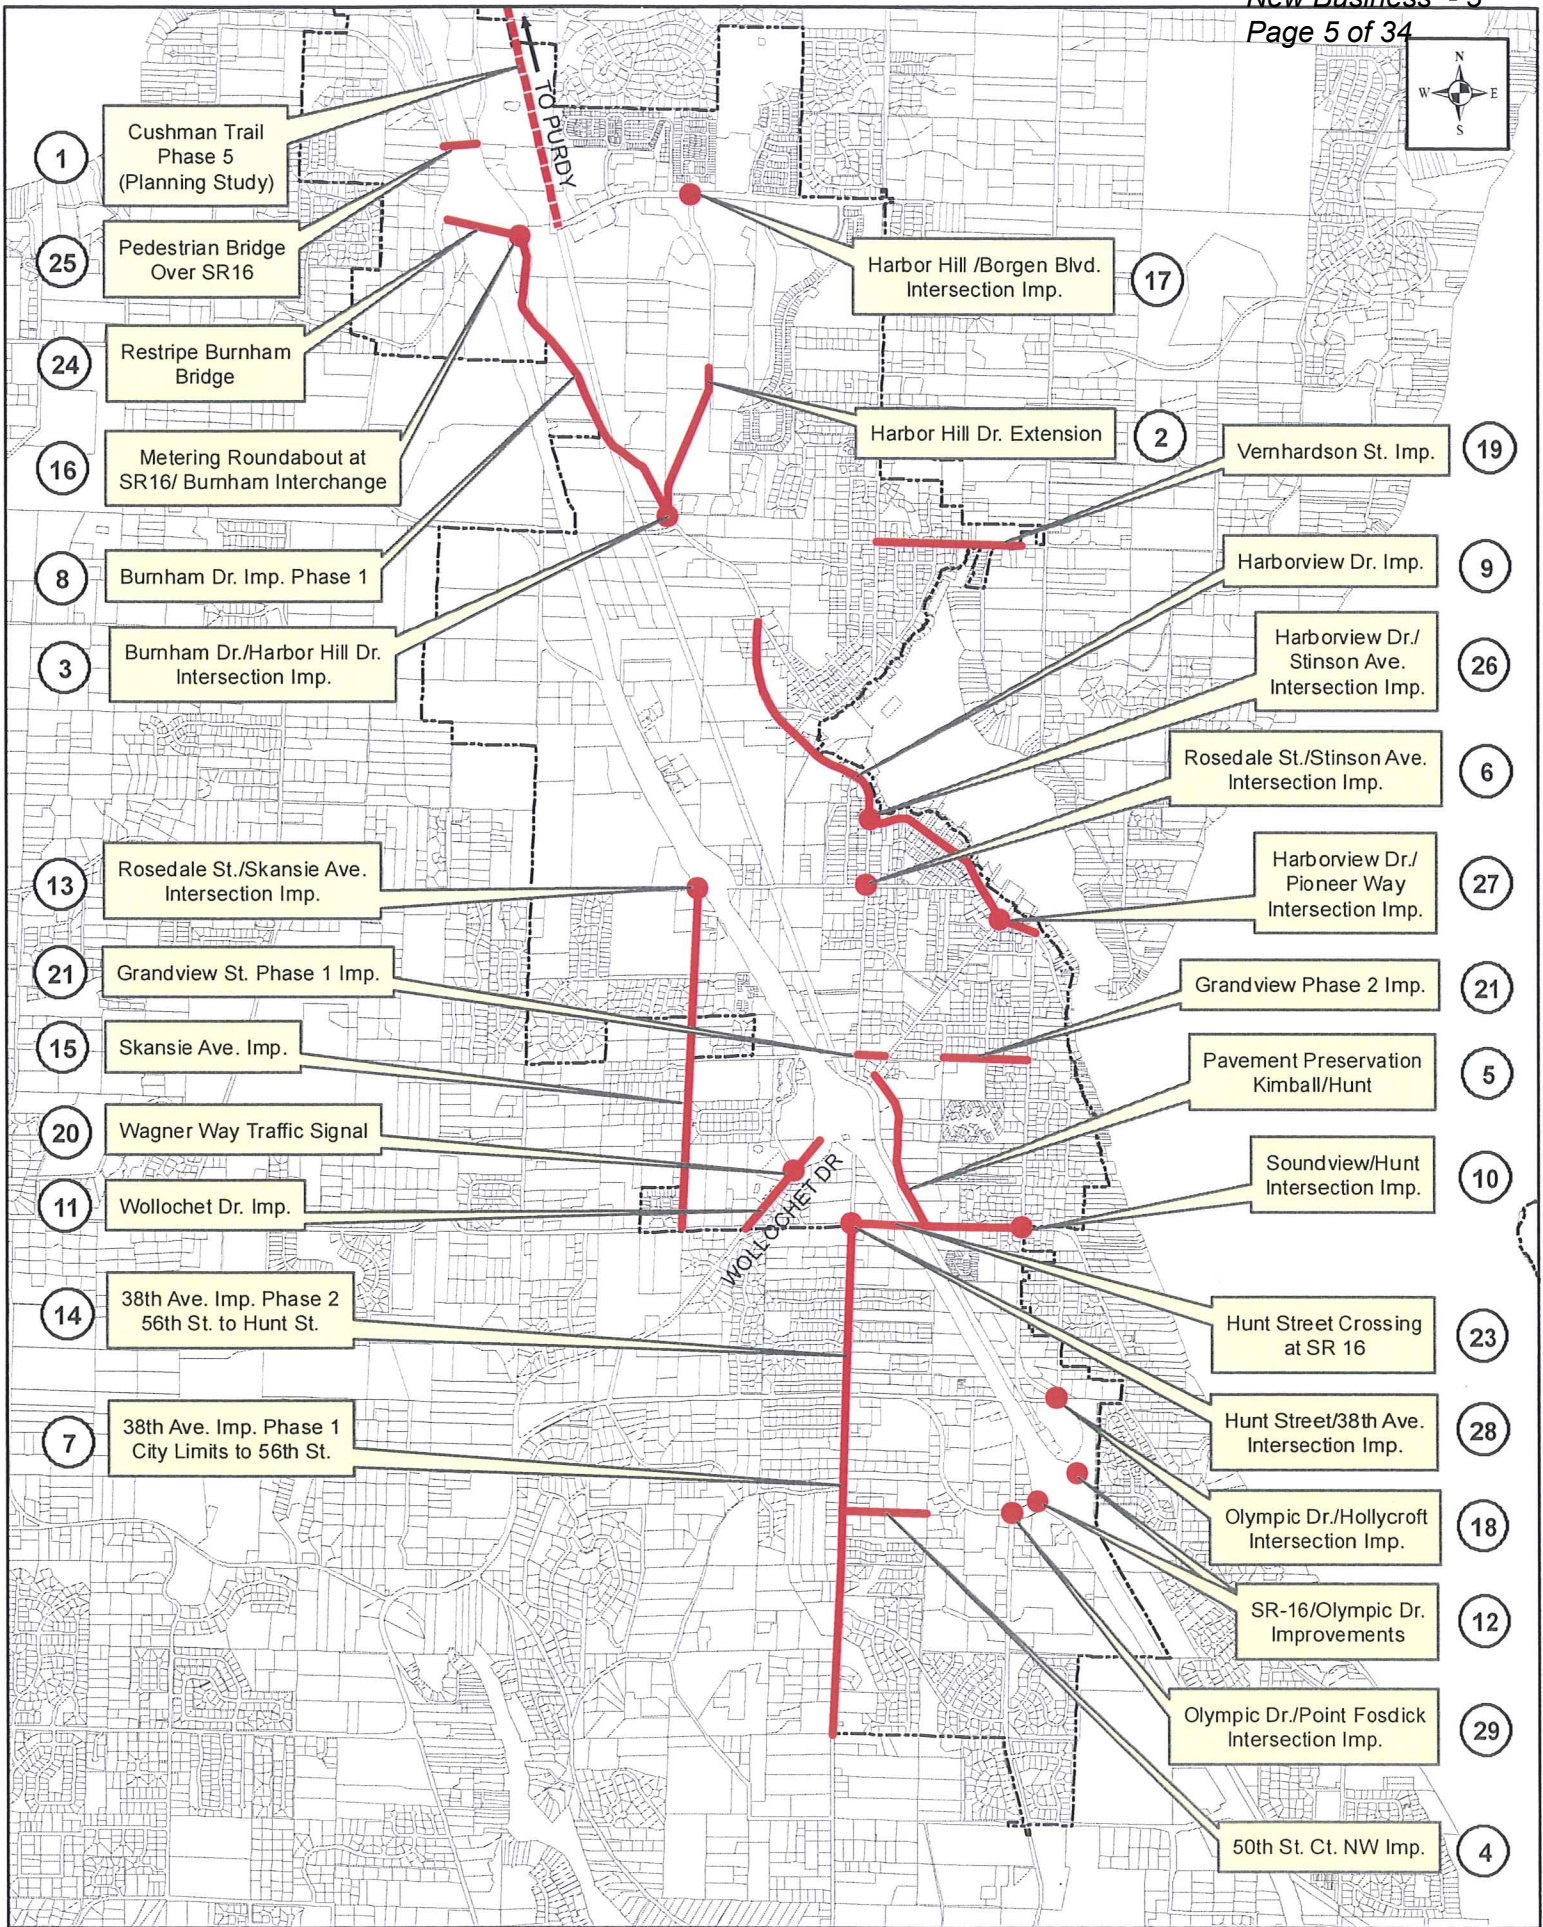 New Business - 3
Page 5 of 34
N
W E
S
TO PURDY
1
Cushman Trail
Phase 5
(Planning Study)
25
Pedestrian Bridge
Over SR16
24
Restripe Burnham
Bridge
16
Metering Roundabout at
SR16/ Burnham Interchange
8
Burnham Dr. Imp. Phase 1
3
Burnham Dr./Harbor Hill Dr.
Intersection Imp.
13
Rosedale St./Skansie Ave.
Intersection Imp.
21
Grandview St. Phase 1 Imp.
15
Skansie Ave. Imp.
20
Wagner Way Traffic Signal
11
Wollochet Dr. Imp.
WOLLOCHET DR
14
38th Ave. Imp. Phase 2
56th St. to Hunt St.
7
38th Ave. Imp. Phase 1
City Limits to 56th St.
Harbor Hill /Borgen Blvd.
Intersection Imp.
17
Harbor Hill Dr. Extension
2
Vernhardson St. Imp.
19
Harborview Dr. Imp.
9
Harborview Dr./
Stinson Ave.
Intersection Imp.
26
Rosedale St./Stinson Ave.
Intersection Imp.
6
Harborview Dr./
Pioneer Way
Intersection Imp.
27
Grandview Phase 2 Imp.
21
Pavement Preservation
Kimball/Hunt
5
Soundview/Hunt
Intersection Imp.
10
Hunt Street Crossing
at SR 16
23
Hunt Street/38th Ave.
Intersection Imp.
28
Olympic Dr./Hollycroft
Intersection Imp.
18
SR-16/Olympic Dr.
Improvements
12
Olympic Dr./Point Fosdick
Intersection Imp.
29
50th St. Ct. NW Imp.
4